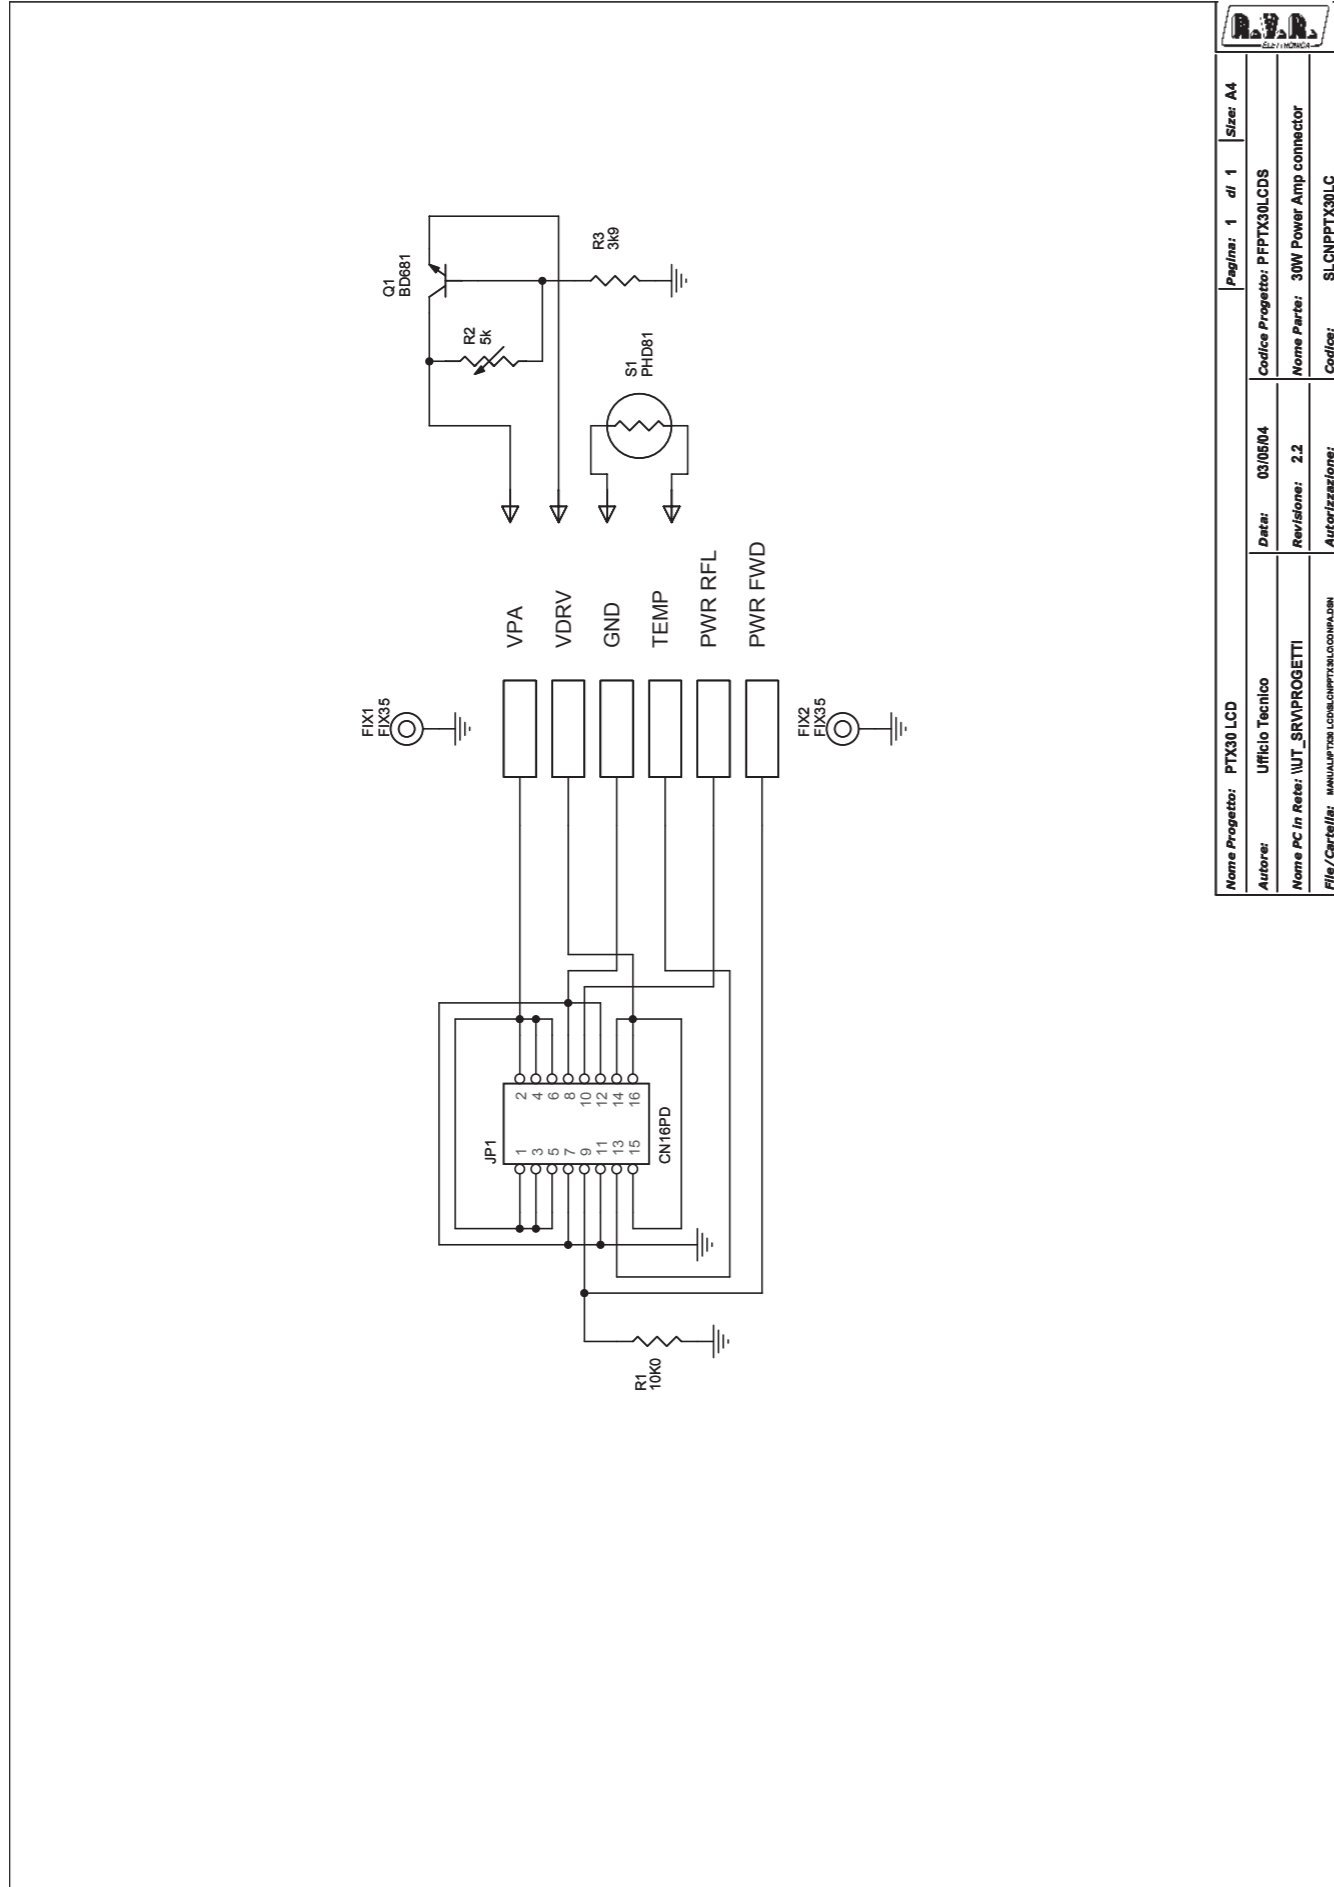 Q1
BD681
R2
5k
R3
3k9
S1
PHD81
VPA
VDRV
GND
TEMP
PWR RFL
PWR FWD
FIX1
FIX35
FIX2
FIX35
JP1
1
3
5
7
9
11
13
15
2
4
6
8
10
12
14
16
CN16PD
R1
10K0
Nome Progetto: PTX30 LCD
Pagina: 1 di 1
Size: A4
Autore: Ufficio Tecnico
Data: 03/05/04
Codice Progetto: PFPTX30LCDS
Nome PC in Rete: \\UT_SRV\PROGETTI
Revisione: 2.2
Nome Parte: 30W Power Amp connector
File/Cartella:
Autorizzazione:
Codice: SLCNPPTX30LC
R.V.R.
ELETTRONICA